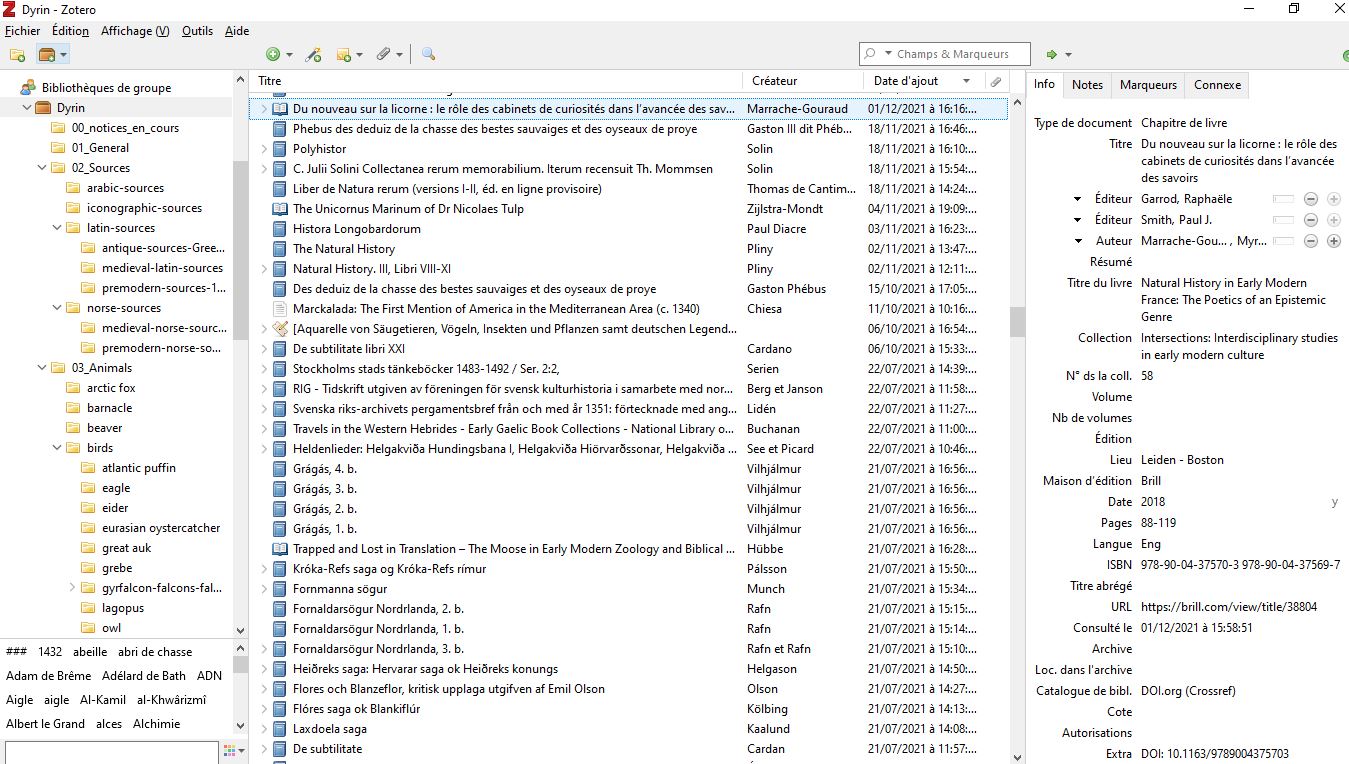 Dyrin - Zotero
Fichier Édition Affichage (V) Outils Aide
Champs & Marqueurs
Bibliothèques de groupe
Dyrin
00_notices_en_cours
01_General
02_Sources
arabic-sources
iconographic-sources
latin-sources
antique-sources-Gree...
medieval-latin-sources
premodern-sources-1...
norse-sources
medieval-norse-sourc...
premodern-norse-so...
03_Animals
arctic fox
barnacle
beaver
birds
atlantic puffin
eagle
eider
eurasian oystercatcher
great auk
grebe
gyrfalcon-falcons-fal...
lagopus
owl
### 1432 abeille abri de chasse
Adam de Brême Adélard de Bath ADN
Aigle aigle Al-Kamil al-Khwârizmî
Albert le Grand alces Alchimie
Titre Créateur Date d'ajout
Du nouveau sur la licorne : le rôle des cabinets de curiosités dans l'avancée des sav... Marrache-Gouraud 01/12/2021 à 16:16:...
Phebus des deduiz de la chasse des bestes sauvaiges et des oyseaux de proye Gaston III dit Phéb... 18/11/2021 à 16:46:...
Polyhistor Solin 18/11/2021 à 16:10:...
C. Julii Solini Collectanea rerum memorabilium. Iterum recensuit Th. Mommsen Solin 18/11/2021 à 15:54:...
Liber de Natura rerum (versions I-II, éd. en ligne provisoire) Thomas de Cantim... 18/11/2021 à 14:24:...
The Unicornus Marinum of Dr Nicolaes Tulp Zijlstra-Mondt 04/11/2021 à 19:09:...
Histora Longobardorum Paul Diacre 03/11/2021 à 16:23:...
The Natural History Pliny 02/11/2021 à 13:47:...
Natural History. III, Libri VIII-XI Pliny 02/11/2021 à 12:11:...
Des deduiz de la chasse des bestes sauvaiges et des oyseaux de proye Gaston Phébus 15/10/2021 à 17:05:...
Marckalada: The First Mention of America in the Mediterranean Area (c. 1340) Chiesa 11/10/2021 à 10:16:...
[Aquarelle von Säugetieren, Vögeln, Insekten und Pflanzen samt deutschen Legend... 06/10/2021 à 16:54:...
De subtilitate libri XXI Cardano 06/10/2021 à 15:33:...
Stockholms stads tänkeböcker 1483-1492 / Ser. 2:2, Serien 22/07/2021 à 14:39:...
RIG - Tidskrift utgiven av föreningen för svensk kulturhistoria i samarbete med nor... Berg et Janson 22/07/2021 à 11:58:...
Svenska riks-archivets pergamentsbref från och med år 1351: förtecknade med ang... Lidén 22/07/2021 à 11:27:...
Travels in the Western Hebrides - Early Gaelic Book Collections - National Library o... Buchanan 22/07/2021 à 11:00:...
Heldenlieder: Helgakviða Hundingsbana I, Helgakviða Hiörvarðssonar, Helgakviða ... See et Picard 22/07/2021 à 10:46:...
Grágás, 4. b. Vilhjálmur 21/07/2021 à 16:56:...
Grágás, 3. b. Vilhjálmur 21/07/2021 à 16:56:...
Grágás, 2. b. Vilhjálmur 21/07/2021 à 16:56:...
Grágás, 1. b. Vilhjálmur 21/07/2021 à 16:56:...
Trapped and Lost in Translation – The Moose in Early Modern Zoology and Biblical ... Hübbe 21/07/2021 à 16:28:...
Króka-Refs saga og Króka-Refs rímur Pálsson 21/07/2021 à 15:50:...
Fornmanna sögur Munch 21/07/2021 à 15:34:...
Fornaldarsögur Nordrlanda, 2. b. Rafn 21/07/2021 à 15:15:...
Fornaldarsögur Nordrlanda, 1. b. Rafn 21/07/2021 à 15:14:...
Fornaldarsögur Nordrlanda, 3. b. Rafn et Rafn 21/07/2021 à 15:10:...
Heiðreks saga: Hervarar saga ok Heiðreks konungs Helgason 21/07/2021 à 14:50:...
Flores och Blanzeflor, kritisk upplaga utgifven af Emil Olson Olson 21/07/2021 à 14:27:...
Flóres saga ok Blankiflúr Kölbing 21/07/2021 à 14:13:...
Laxdoela saga Kaalund 21/07/2021 à 14:08:...
De subtilitate Cardan 21/07/2021 à 11:57:...
Info Notes Marqueurs Connexe
Type de document Chapitre de livre
Titre Du nouveau sur la licorne : le rôle des
cabinets de curiosités dans l'avancée
des savoirs
Éditeur Garrod, Raphaële
Éditeur Smith, Paul J.
Auteur Marrache-Gou... , Myr...
Résumé
Titre du livre Natural History in Early Modern
France: The Poetics of an Epistemic
Genre
Collection Intersections: Interdisciplinary studies
in early modern culture
N° ds la coll. 58
Volume
Nb de volumes
Édition
Lieu Leiden - Boston
Maison d'édition Brill
Date 2018 y
Pages 88-119
Langue Eng
ISBN 978-90-04-37570-3 978-90-04-37569-7
Titre abrégé
URL https://brill.com/view/title/38804
Consulté le 01/12/2021 à 15:58:51
Archive
Loc. dans l'archive
Catalogue de bibl. DOI.org (Crossref)
Cote
Autorisations
Extra DOI: 10.1163/9789004375703